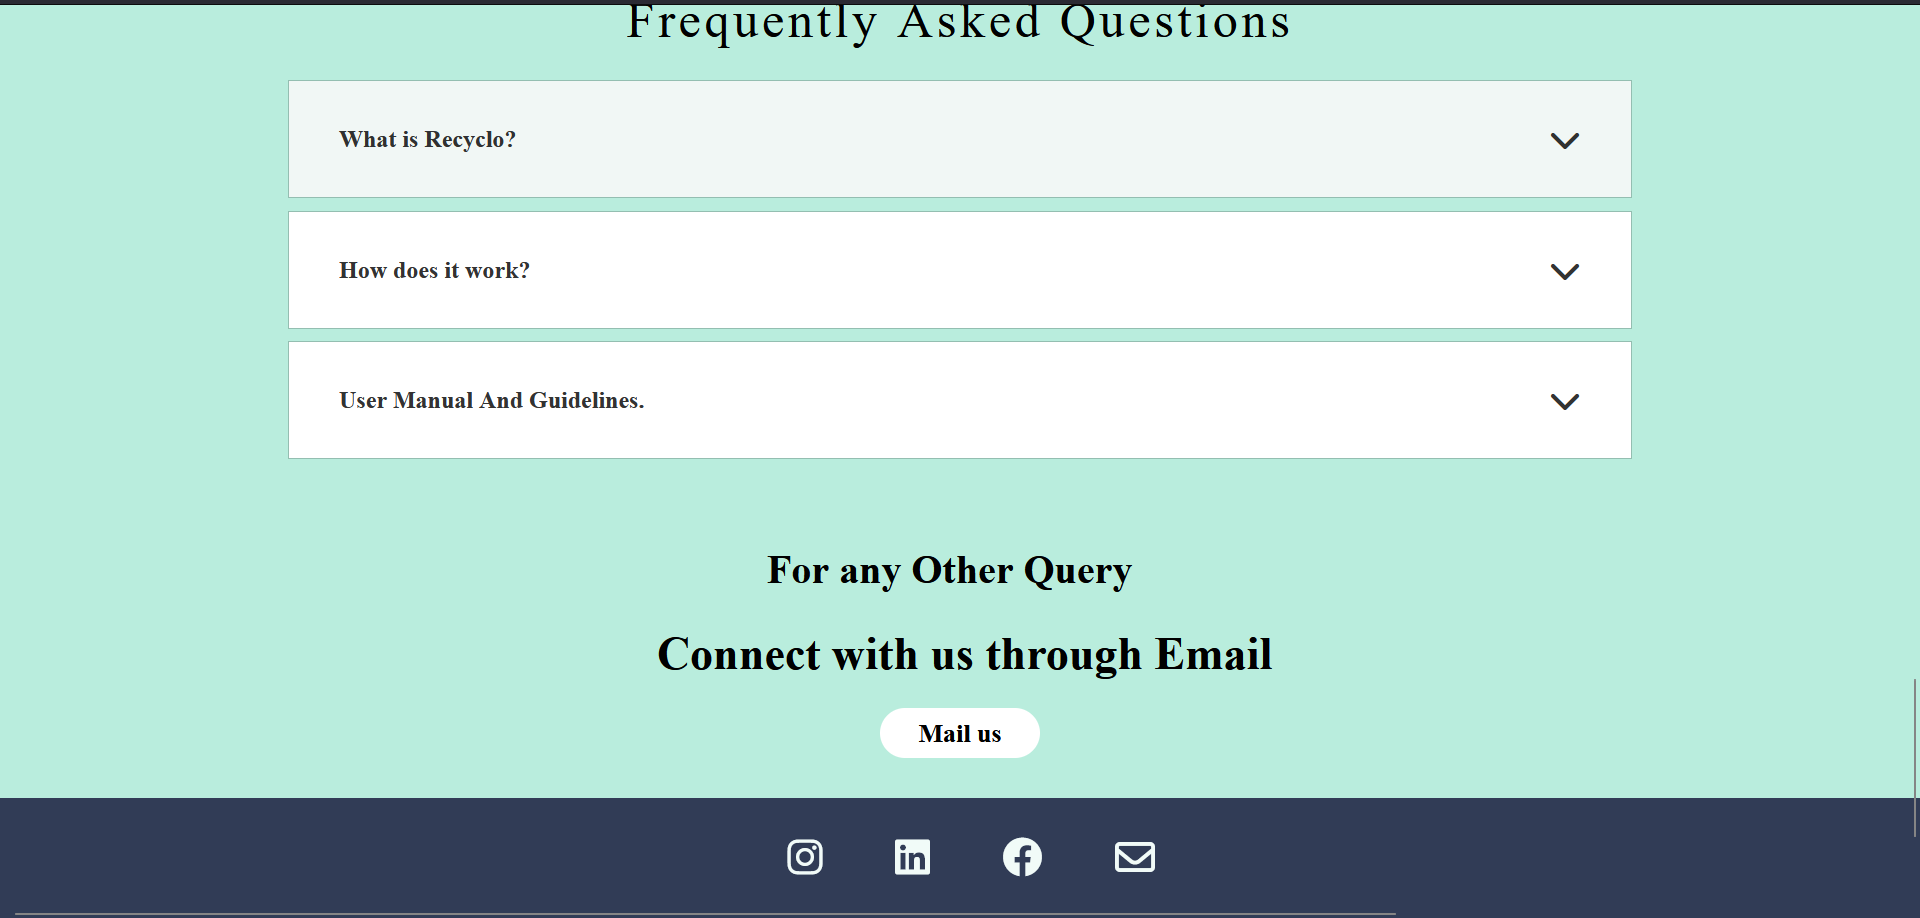 Frequently Asked Questions
What is Recyclo?
How does it work?
User Manual And Guidelines.
For any Other Query
Connect with us through Email
Mail us